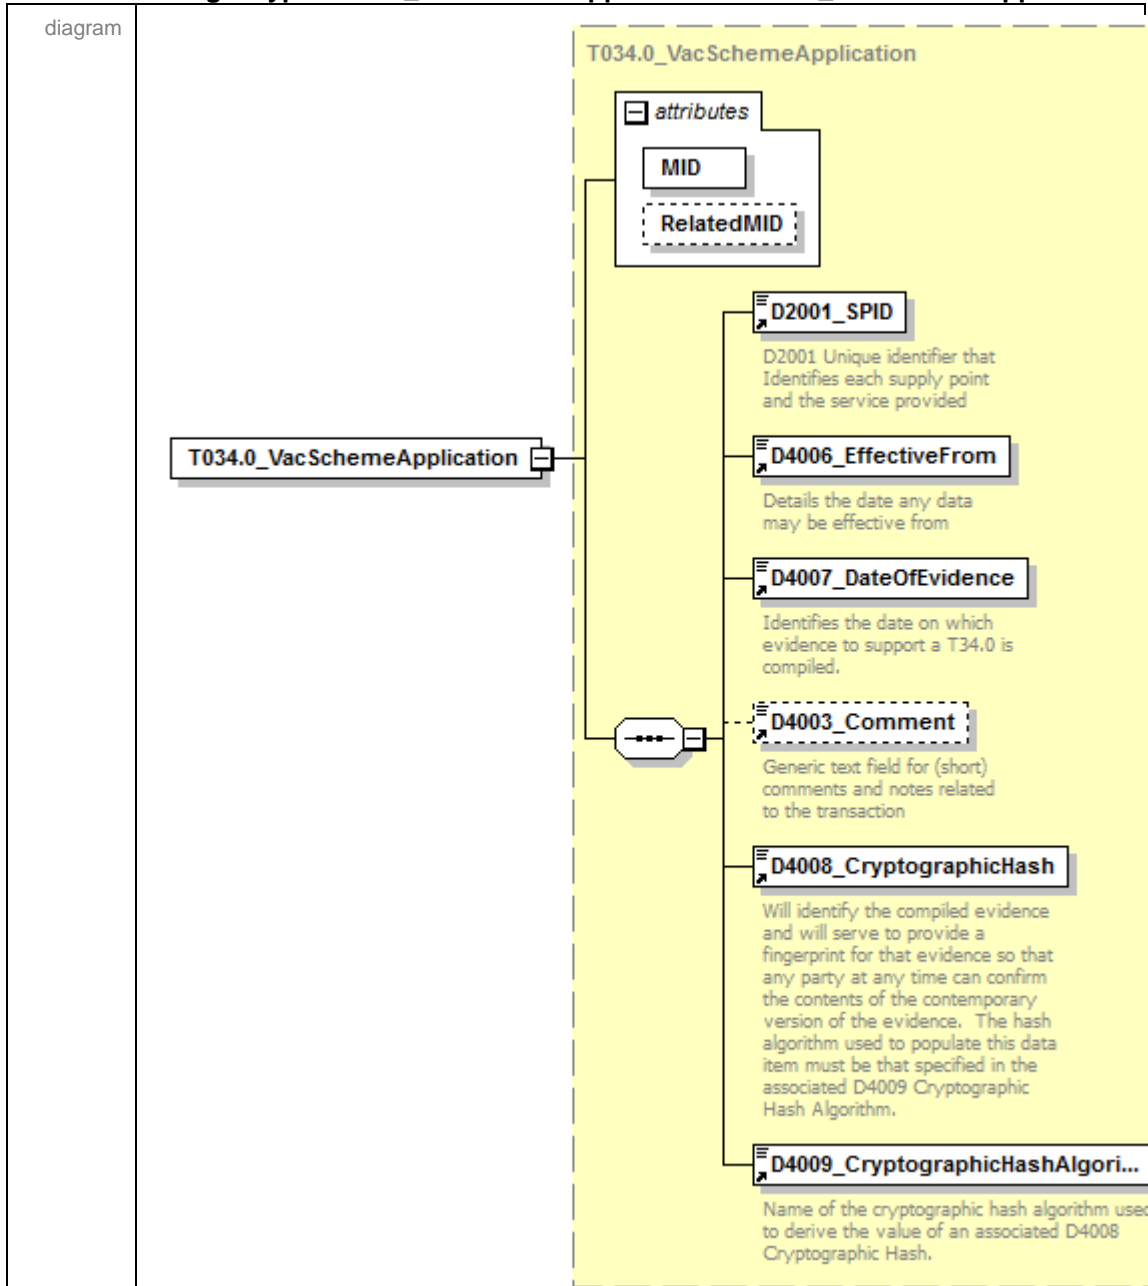 diagram
T034.0_VacSchemeApplication
attributes
MID
RelatedMID
D2001_SPID
D2001 Unique identifier that
Identifies each supply point
and the service provided
T034.0_VacSchemeApplication
D4006_EffectiveFrom
Details the date any data
may be effective from
D4007_DateOfEvidence
Identifies the date on which
evidence to support a T34.0 is
compiled.
D4003_Comment
Generic text field for (short)
comments and notes related
to the transaction
D4008_CryptographicHash
Will identify the compiled evidence
and will serve to provide a
fingerprint for that evidence so that
any party at any time can confirm
the contents of the contemporary
version of the evidence. The hash
algorithm used to populate this data
item must be that specified in the
associated D4009 Cryptographic
Hash Algorithm.
D4009_CryptographicHashAlgori...
Name of the cryptographic hash algorithm used
to derive the value of an associated D4008
Cryptographic Hash.